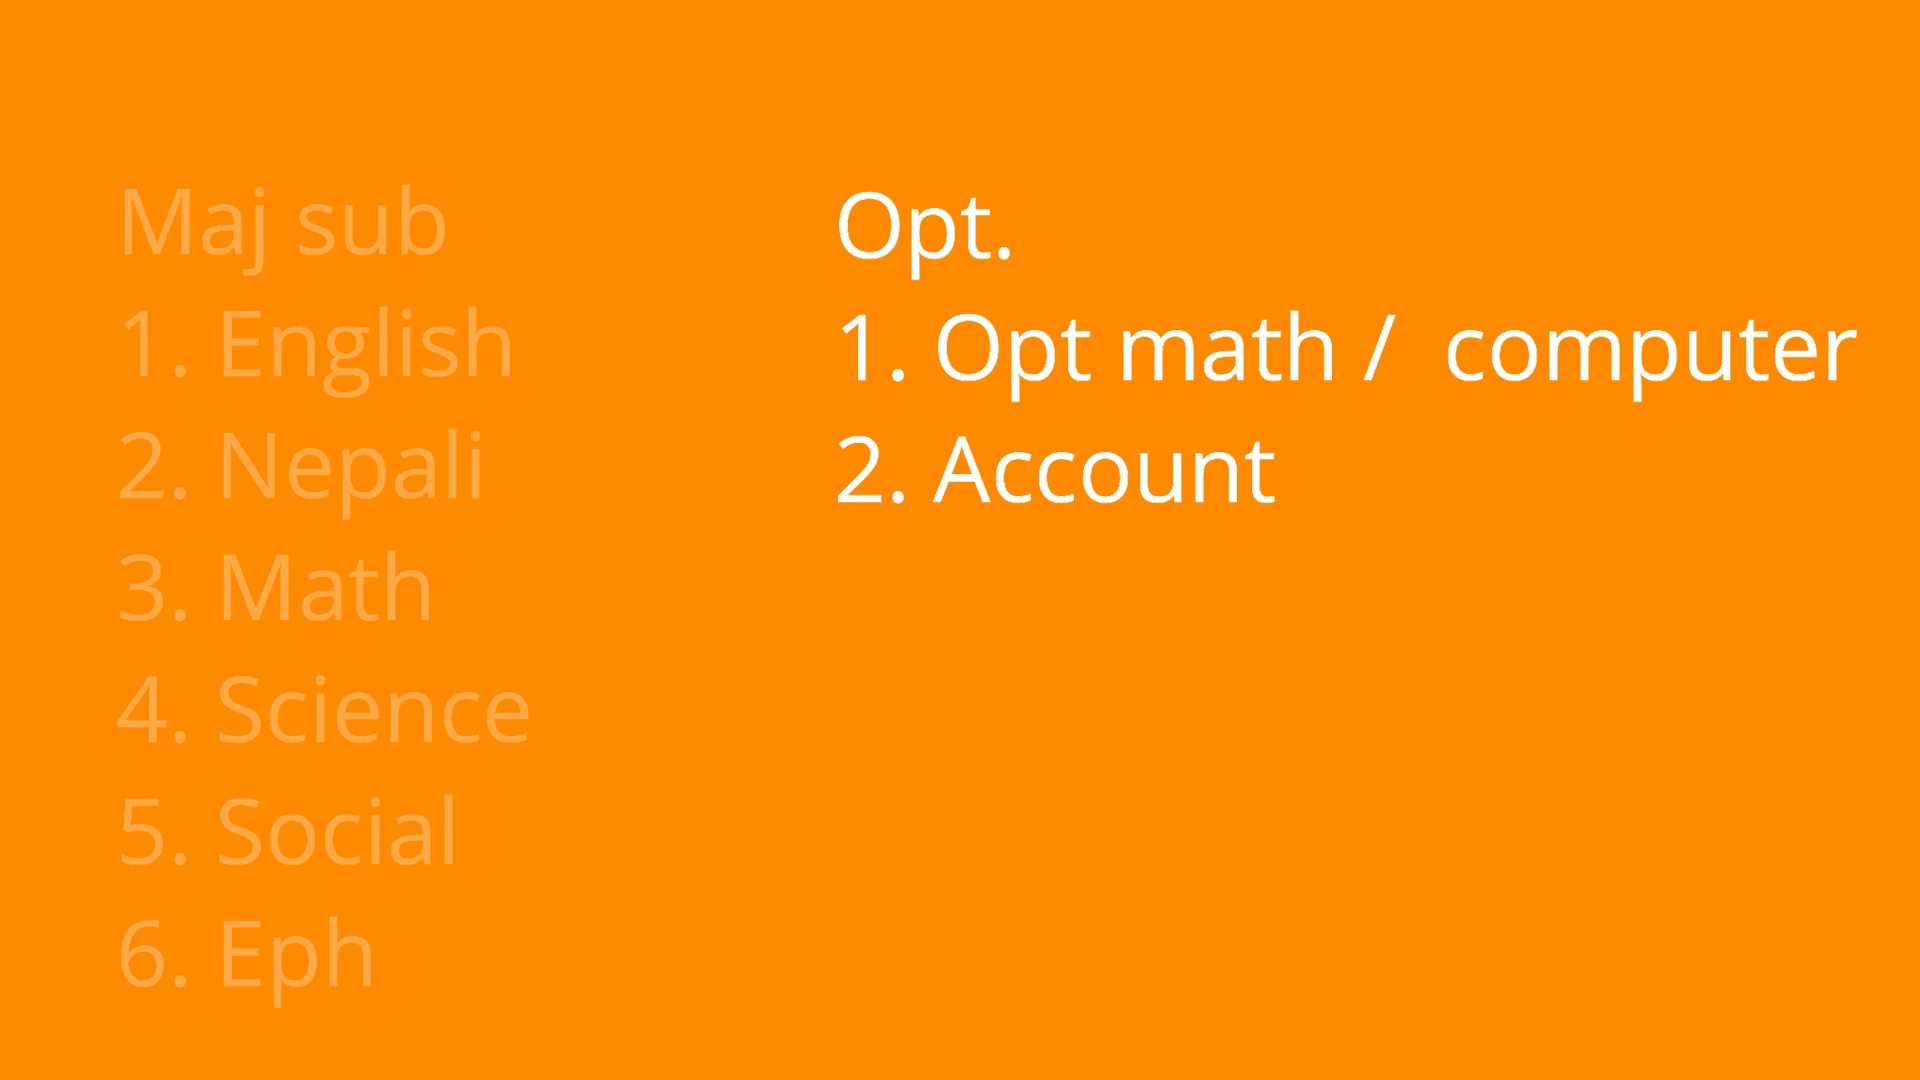 Maj sub
1. English
2. Nepali
3. Math
4. Science
5. Social
6. Eph
Opt.
1. Opt math /  computer
2. Account